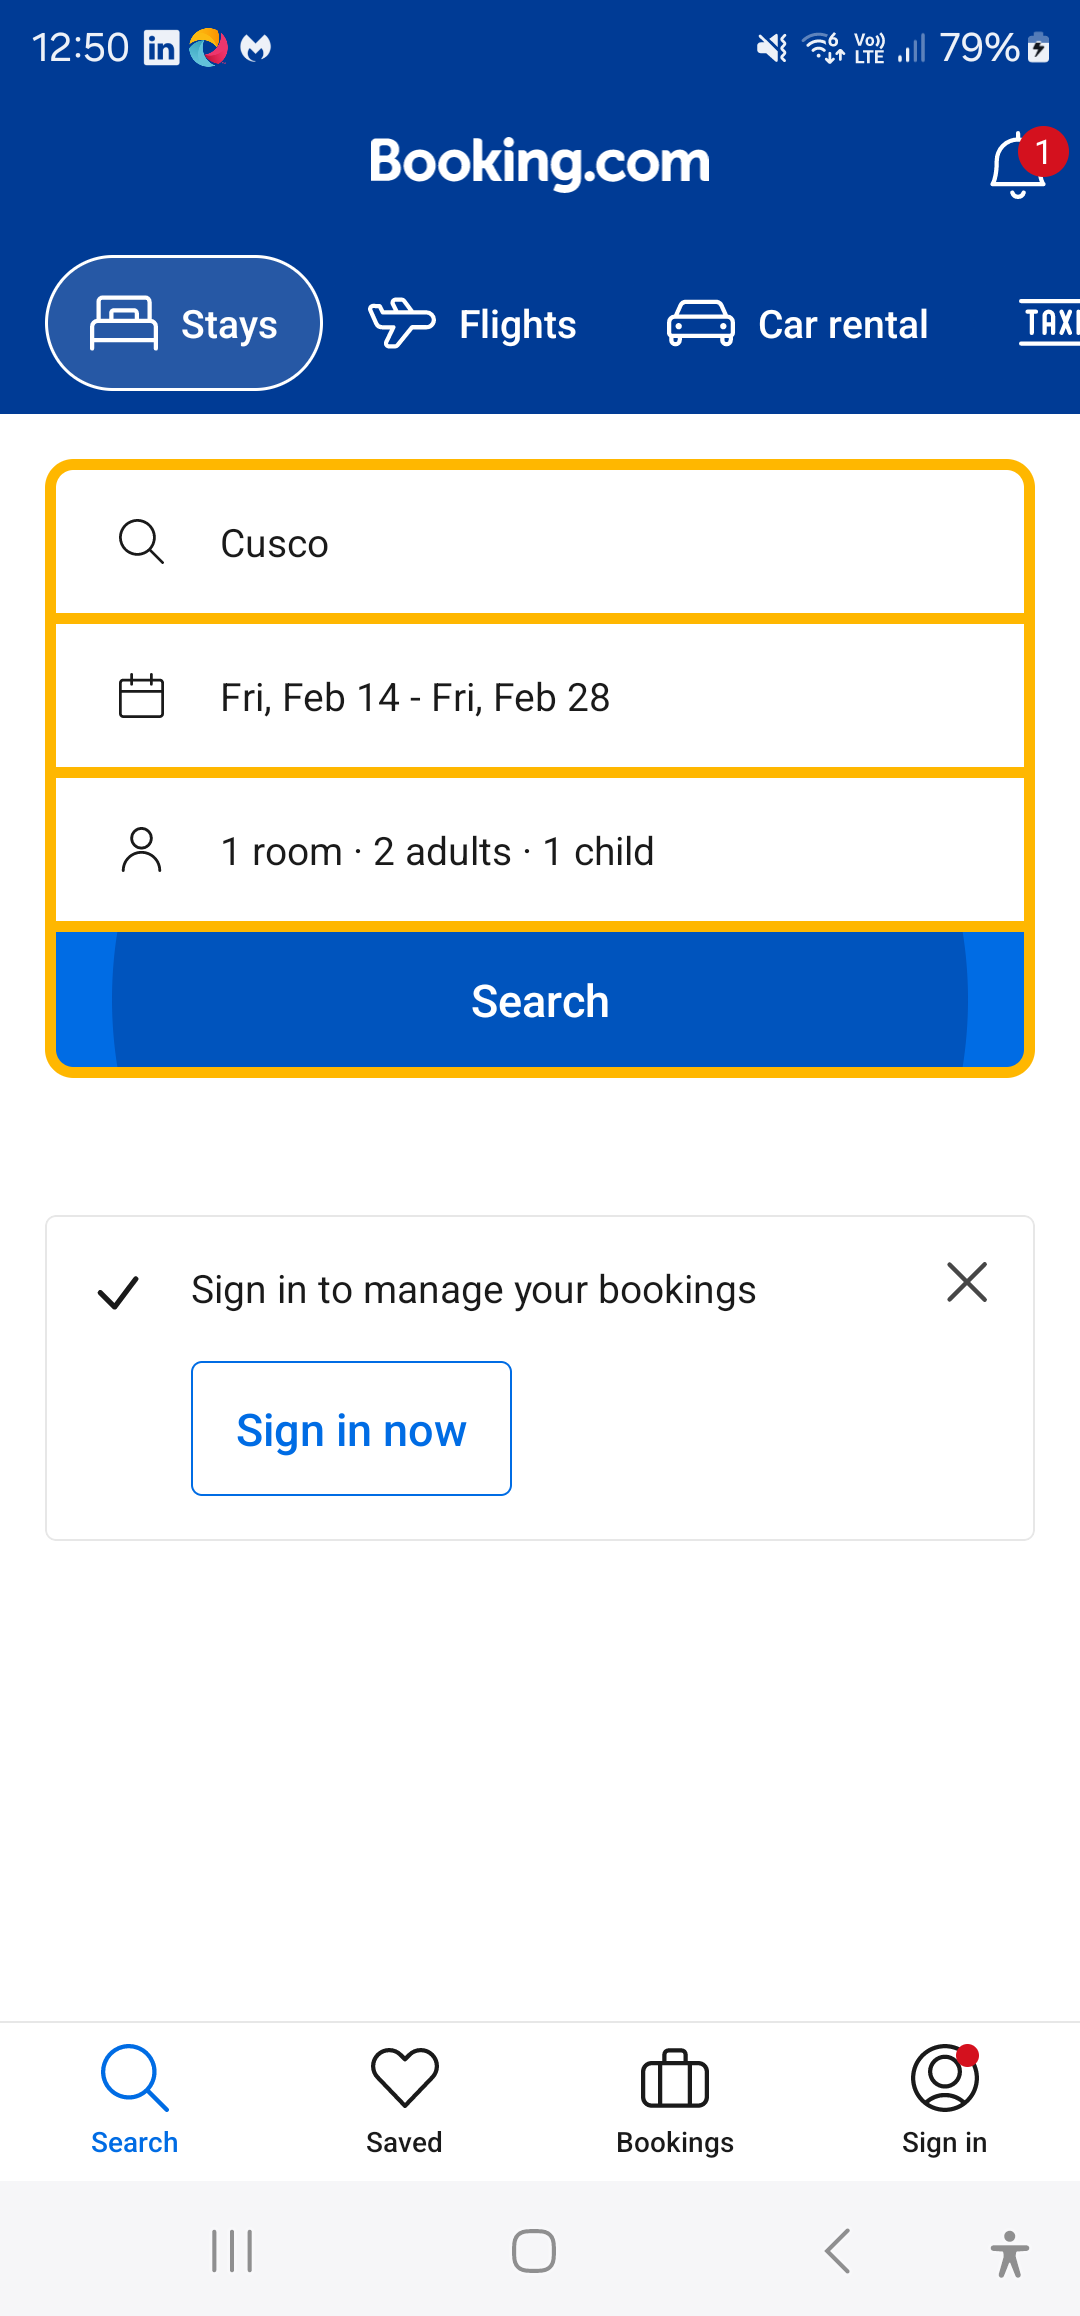 12:50 in Vo)) LTE 79%
Booking.com 1
Stays Flights Car rental TAXI
Cusco
Fri, Feb 14 - Fri, Feb 28
1 room · 2 adults · 1 child
Search
Sign in to manage your bookings
Sign in now
Search Saved Bookings Sign in